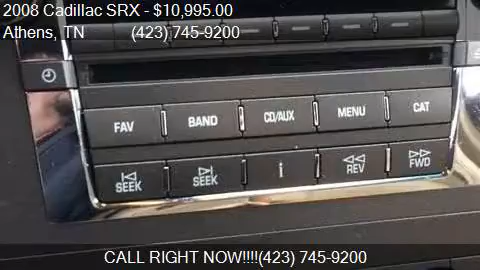 2008 Cadillac SRX - $10,995.00
Athens, TN (423) 745-9200
FAV BAND CD/AUX MENU CAT
SEEK SEEK i REV FWD
CALL RIGHT NOW!!!!(423) 745-9200